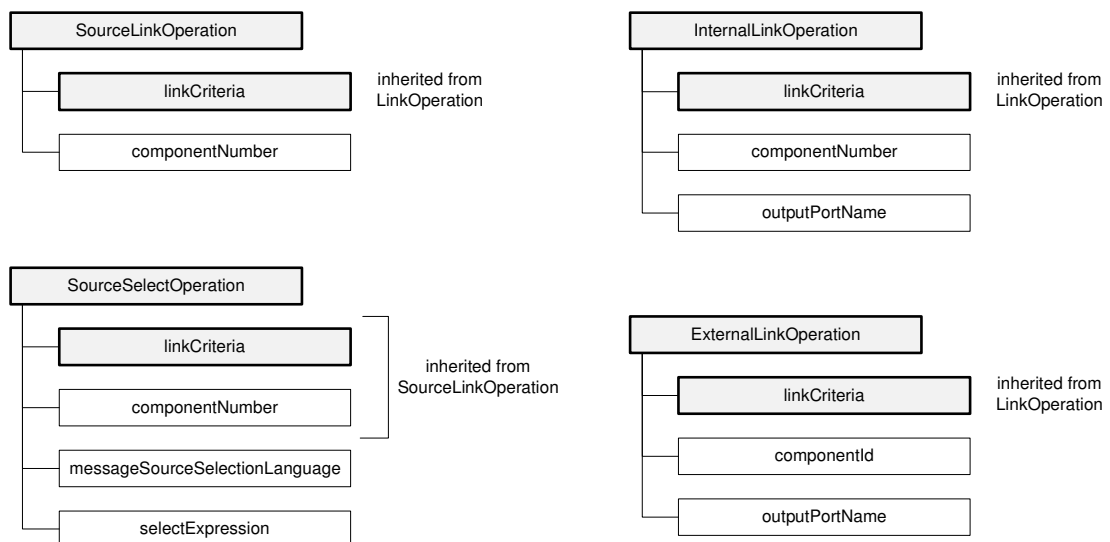 SourceLinkOperation
linkCriteria
inherited from
LinkOperation
componentNumber
InternalLinkOperation
linkCriteria
inherited from
LinkOperation
componentNumber
outputPortName
SourceSelectOperation
linkCriteria
componentNumber
inherited from
SourceLinkOperation
messageSourceSelectionLanguage
selectExpression
ExternalLinkOperation
linkCriteria
inherited from
LinkOperation
componentId
outputPortName